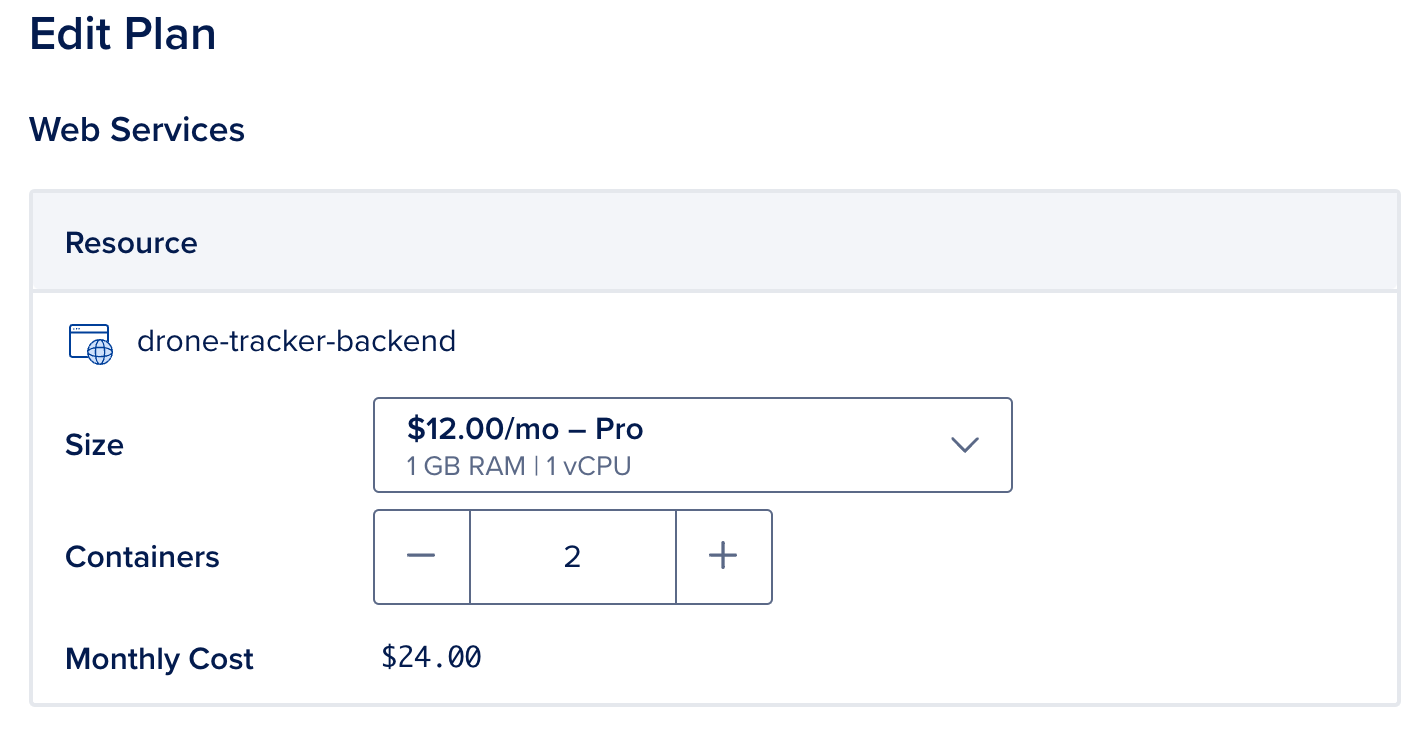 Edit Plan
Web Services
Resource
drone-tracker-backend
Size
$12.00/mo – Pro
1 GB RAM | 1 vCPU
Containers
2
Monthly Cost
$24.00